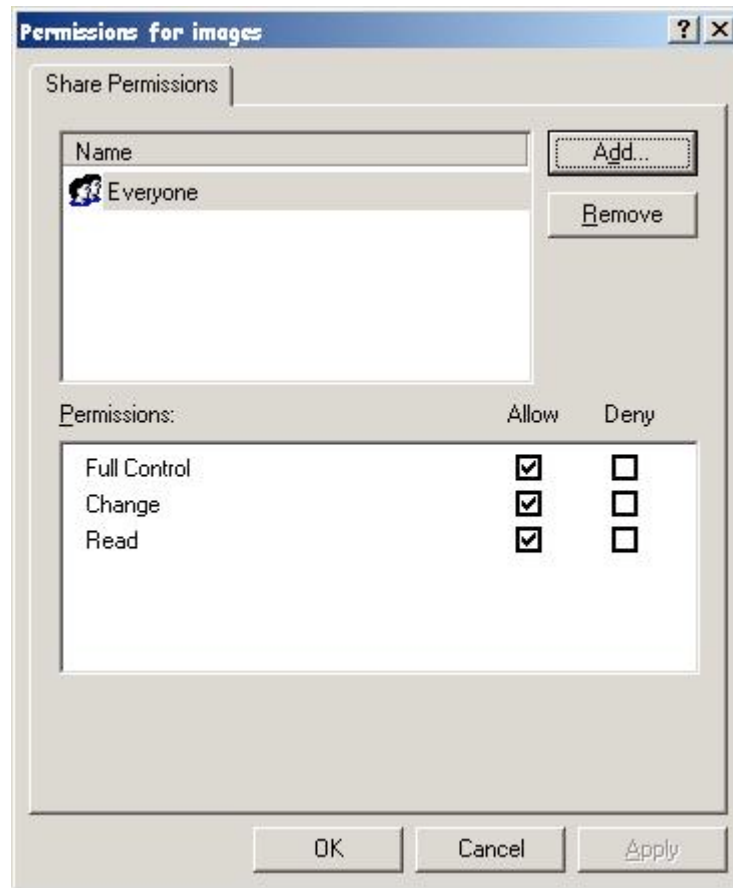 Permissions for images
? X
Share Permissions
Name
Add...
Everyone
Remove
Permissions: Allow Deny
Full Control
Change
Read
OK Cancel Apply